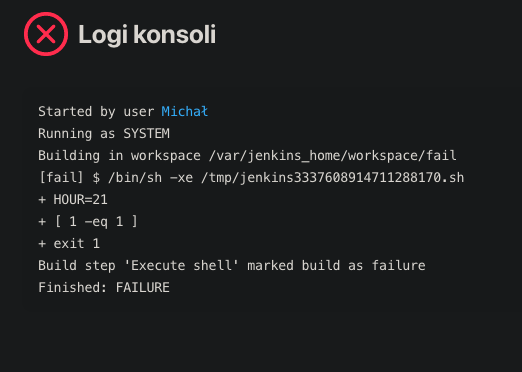 Logi konsoli
Started by user Michał
Running as SYSTEM
Building in workspace /var/jenkins_home/workspace/fail
[fail] $ /bin/sh -xe /tmp/jenkins3337608914711288170.sh
+ HOUR=21
+ [ 1 -eq 1 ]
+ exit 1
Build step 'Execute shell' marked build as failure
Finished: FAILURE